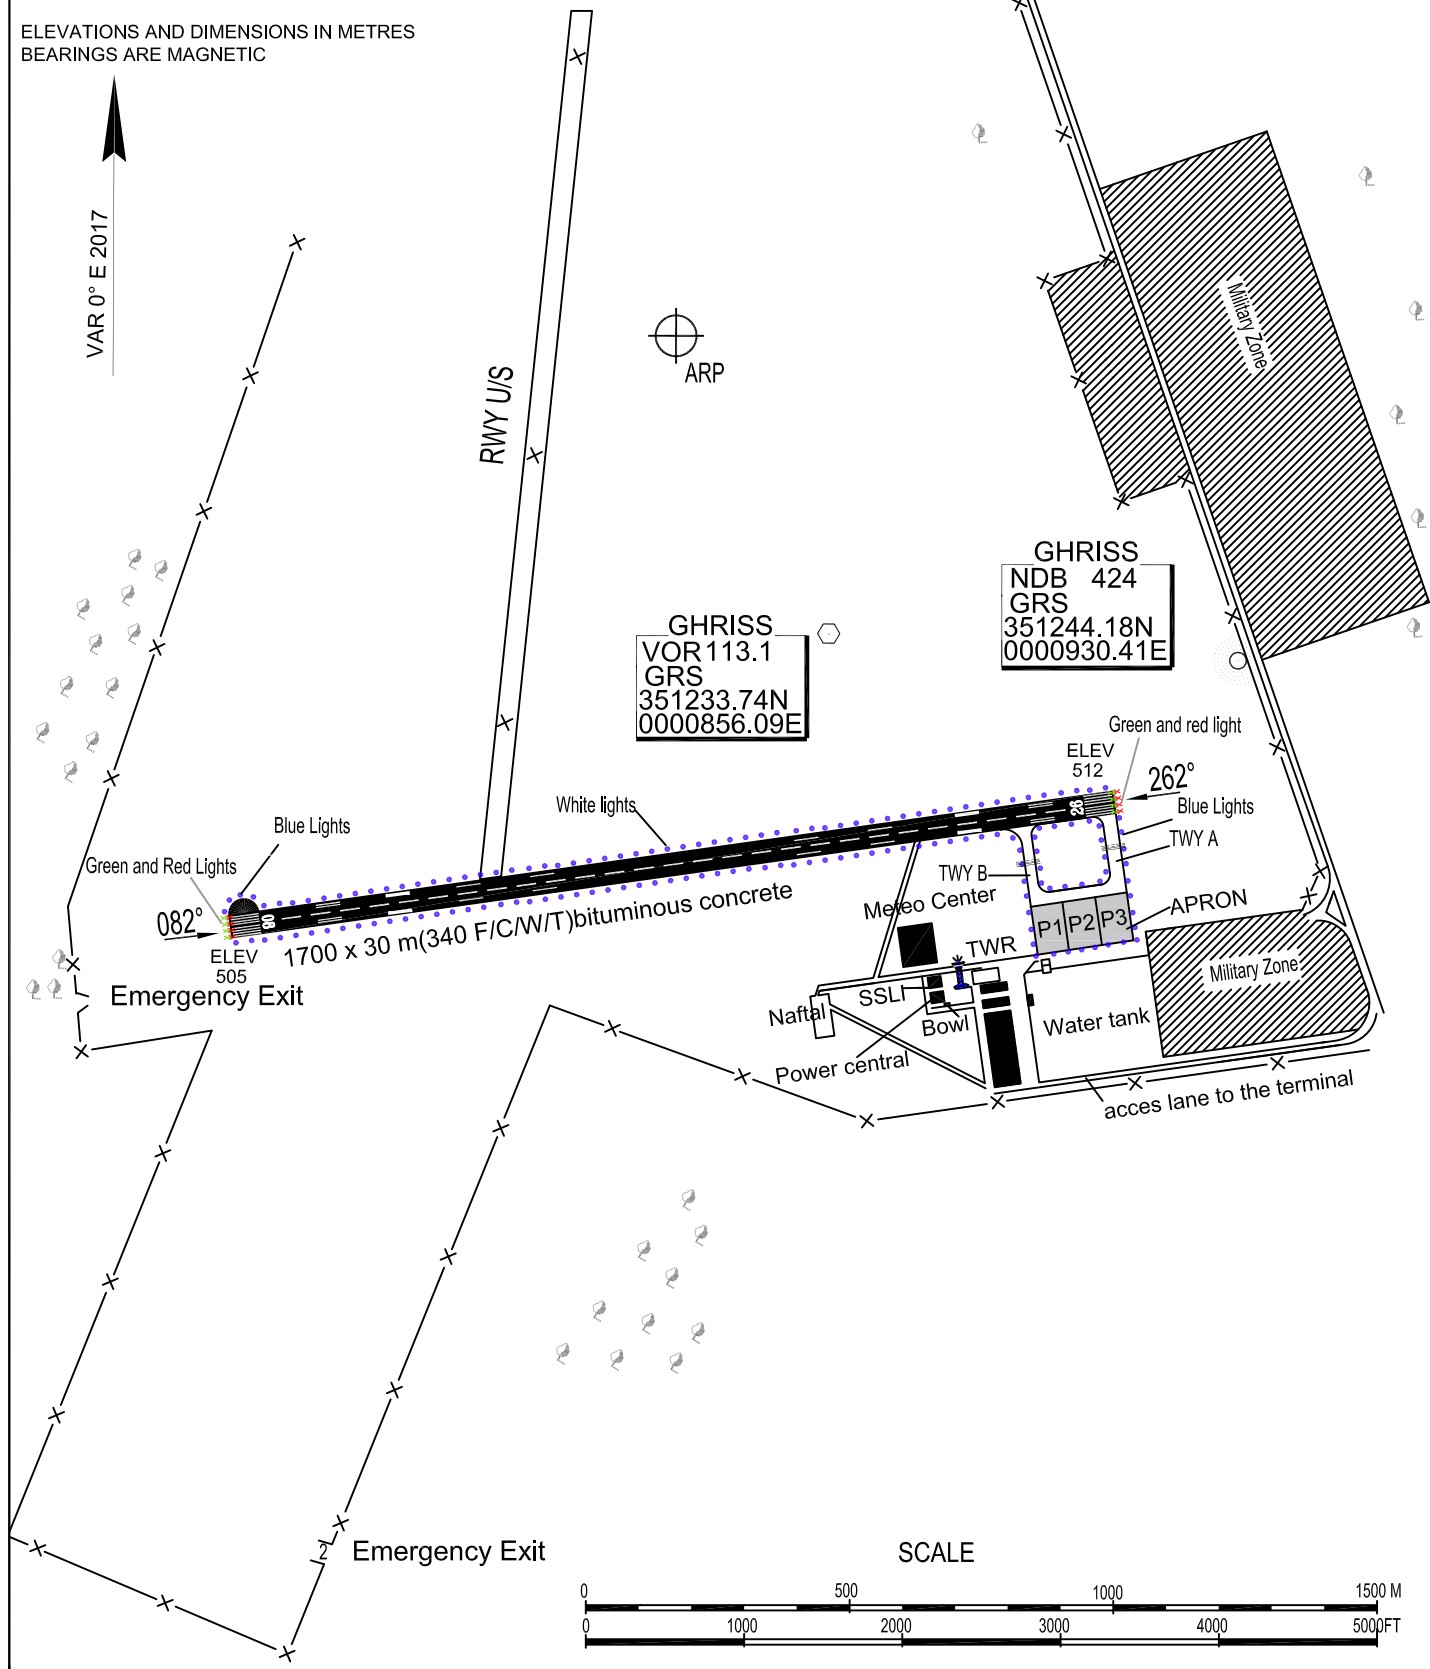 ELEVATIONS AND DIMENSIONS IN METRES
BEARINGS ARE MAGNETIC
VAR 0° E 2017
RWY U/S
ARP
Military Zone
GHRISS
NDB 424
GRS
351244.18N
0000930.41E
GHRISS
VOR 113.1
GRS
351233.74N
0000856.09E
Green and red light
ELEV
512
262°
Blue Lights
TWY A
White lights
26
Blue Lights
Green and Red Lights
TWY B
082°
08
1700 x 30 m(340 F/C/W/T)bituminous concrete
Meteo Center
APRON
P1 P2 P3
ELEV
505
TWR
Military Zone
Emergency Exit
SSLI
Naftal
Bowl
Water tank
Power central
acces lane to the terminal
2
Emergency Exit
SCALE
0 500 1000 1500 M
0 1000 2000 3000 4000 5000FT